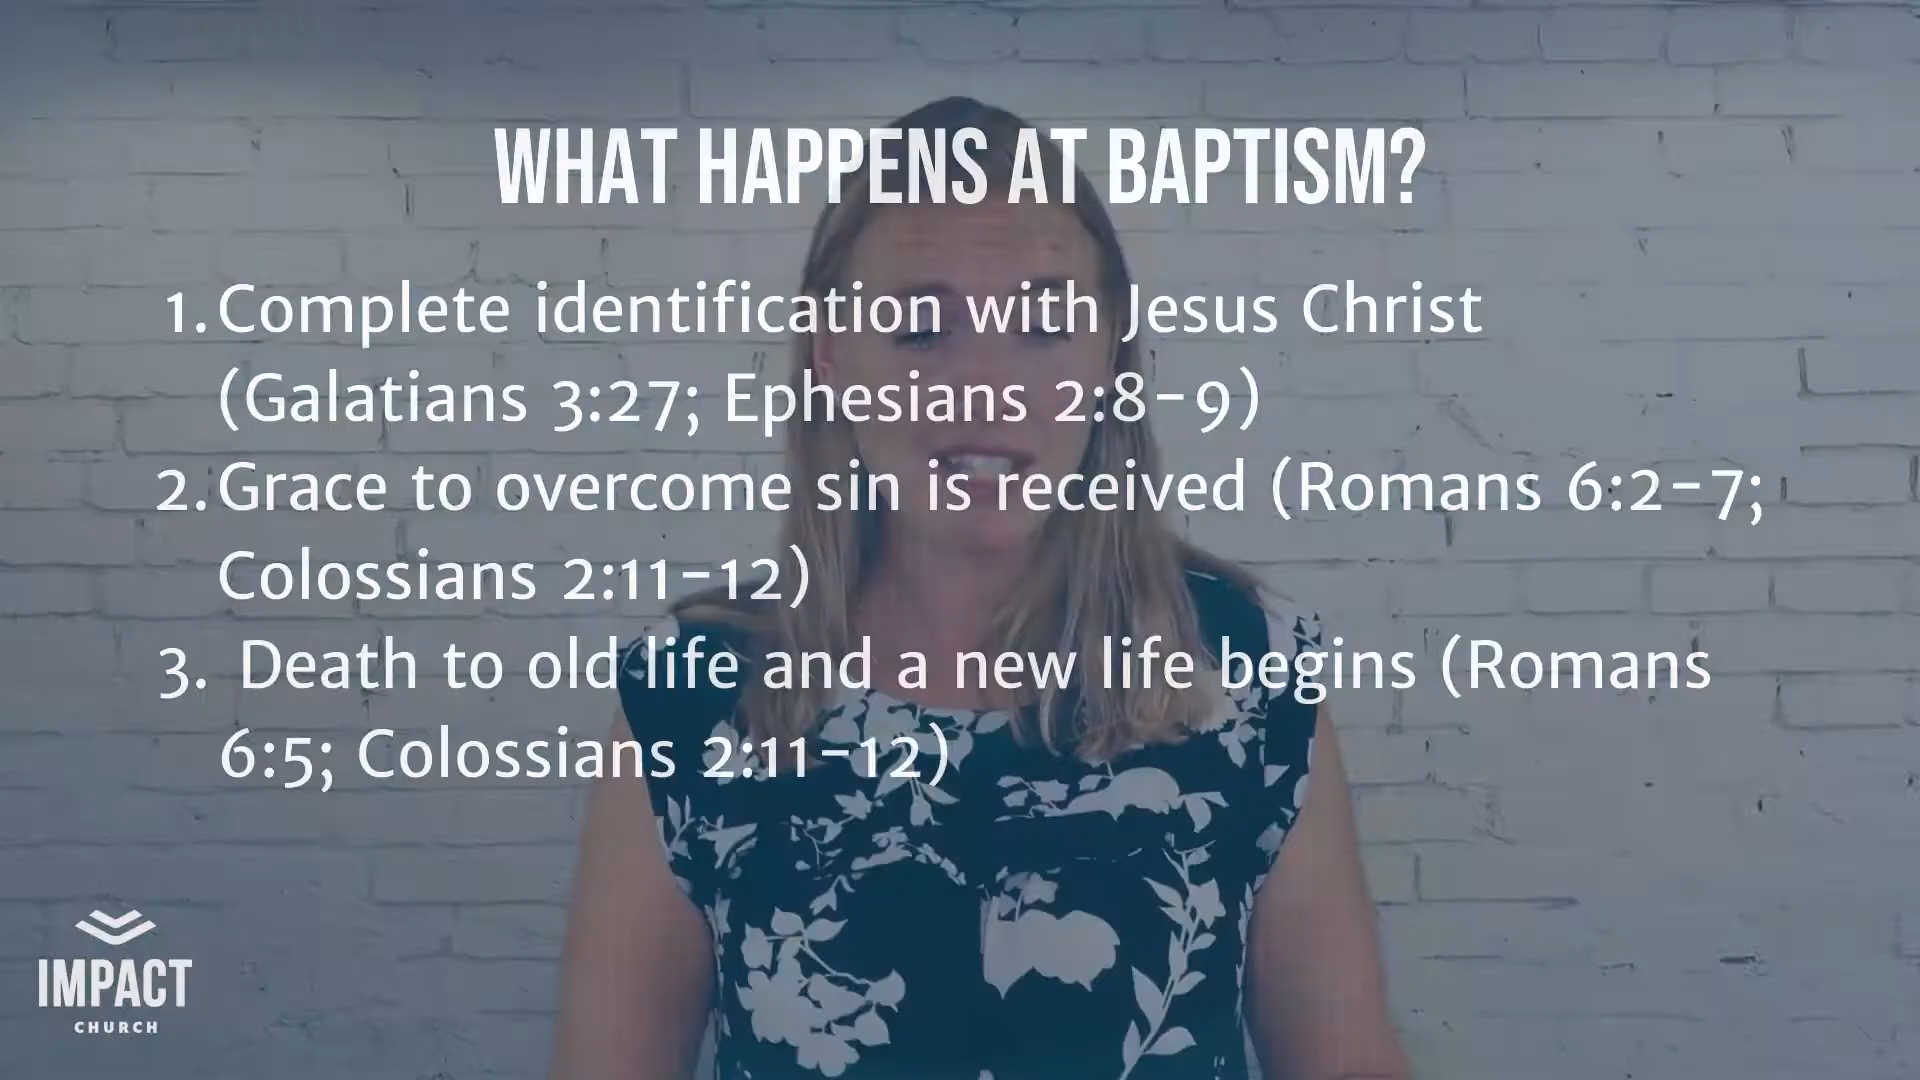 WHAT HAPPENS AT BAPTISM?
1. Complete identification with Jesus Christ
(Galatians 3:27; Ephesians 2:8-9)
2. Grace to overcome sin is received (Romans 6:2-7;
Colossians 2:11-12)
3. Death to old life and a new life begins (Romans
6:5; Colossians 2:11-12)
IMPACT
CHURCH